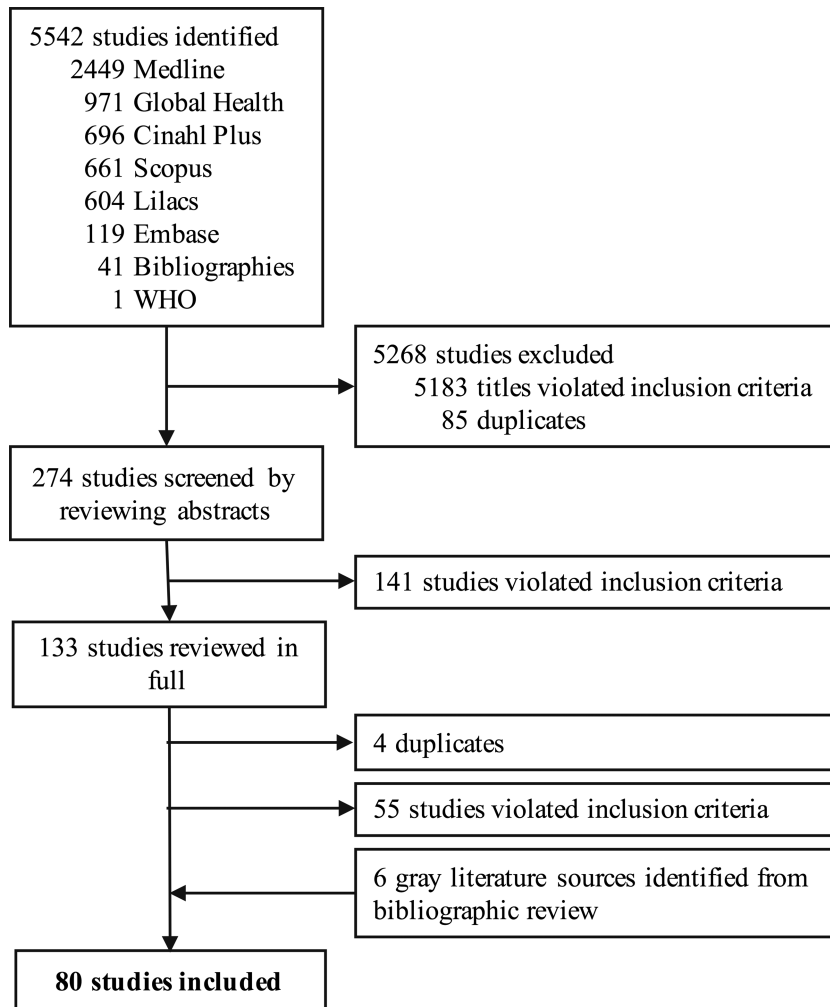 5542 studies identified
2449 Medline
971 Global Health
696 Cinahl Plus
661 Scopus
604 Lilacs
119 Embase
41 Bibliographies
1 WHO
5268 studies excluded
5183 titles violated inclusion criteria
85 duplicates
274 studies screened by
reviewing abstracts
141 studies violated inclusion criteria
133 studies reviewed in
full
4 duplicates
55 studies violated inclusion criteria
6 gray literature sources identified from
bibliographic review
80 studies included